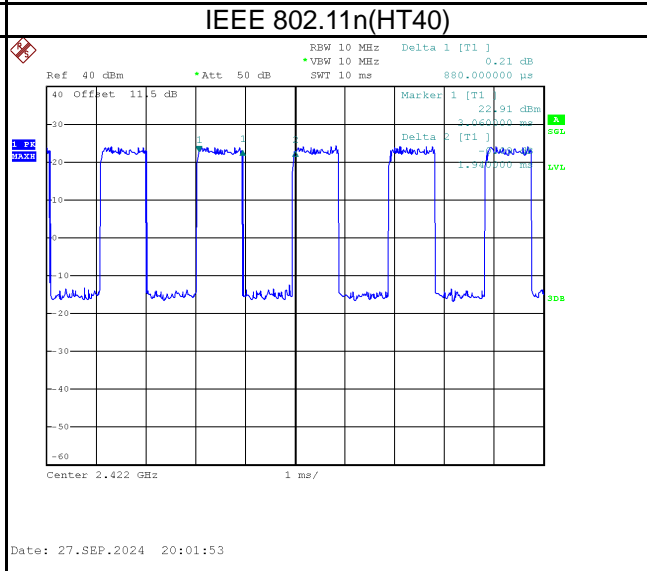 IEEE 802.11n(HT40)
R
S
RBW 10 MHz Delta 1 [T1 ]
*VBW 10 MHz 0.21 dB
Ref 40 dBm *Att 50 dB SWT 10 ms 880.000000 µs
40 Offset 11.5 dB Marker 1 [T1 ]
22.91 dBm
A
30 3.060000 ms
SGL
1 PK
MAXH
Delta 2 [T1 ]
1 1 2
20 1.940000 ms LVL
10
0
-10
3DB
-20
-30
-40
-50
-60
Center 2.422 GHz 1 ms/
Date: 27.SEP.2024 20:01:53